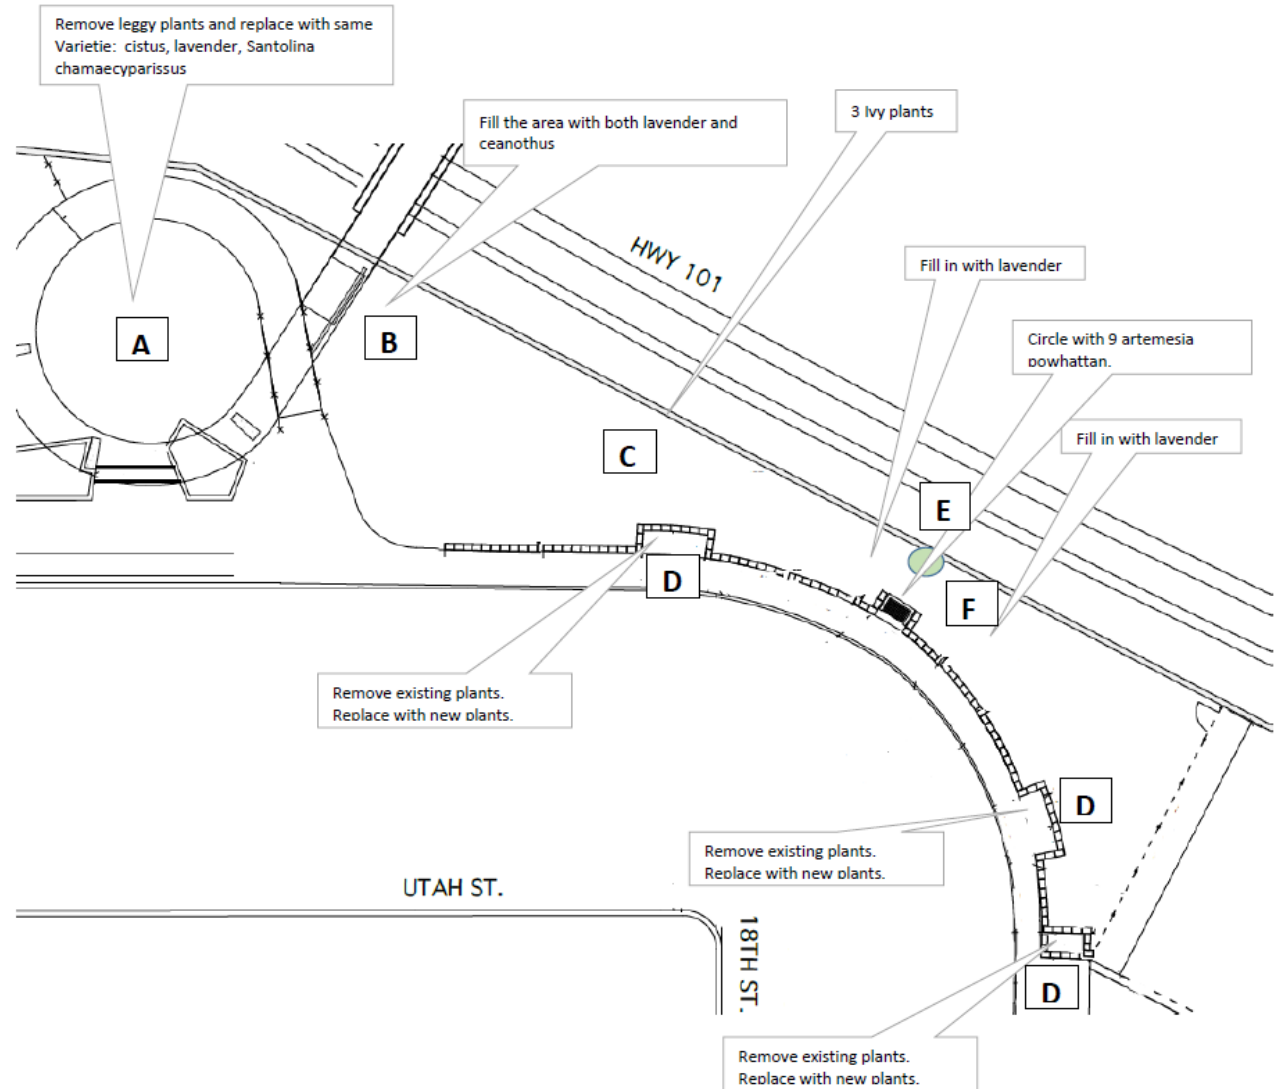 Remove leggy plants and replace with same
Varietie:  cistus, lavender, Santolina
chamaecyparissus
Fill the area with both lavender and
ceanothus
3 Ivy plants
HWY 101
Fill in with lavender
Circle with 9 artemesia
powhattan.
Fill in with lavender
A
B
C
E
D
F
Remove existing plants.
Replace with new plants.
D
Remove existing plants.
Replace with new plants.
UTAH ST.
18TH ST.
D
Remove existing plants.
Replace with new plants.